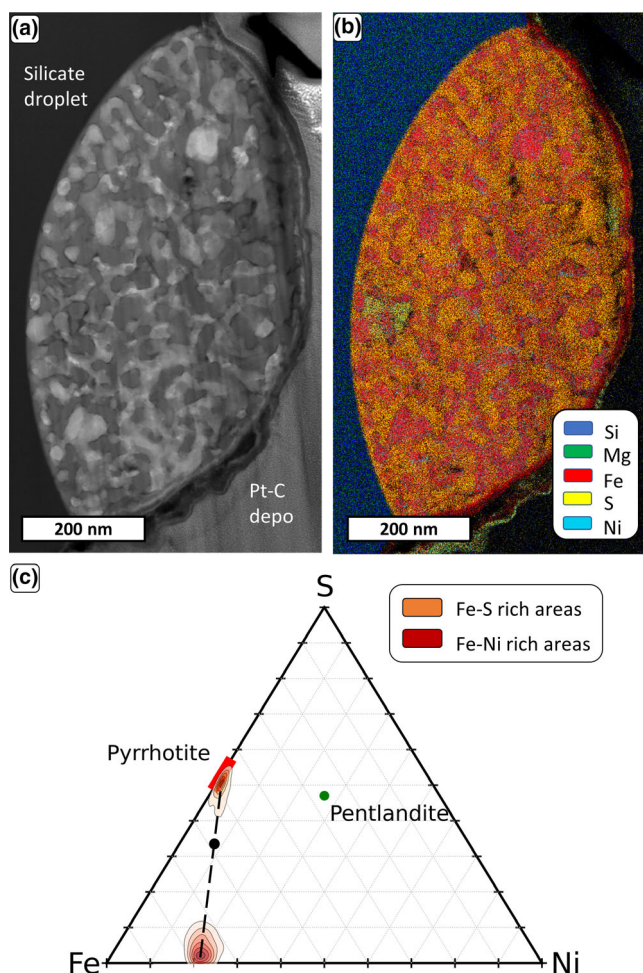 (a)
Silicate
droplet
Pt-C
depo
200 nm
(b)
Si
Mg
Fe
S
Ni
200 nm
(c)
S
Fe-S rich areas
Fe-Ni rich areas
Pyrrhotite
Pentlandite
Fe
Ni